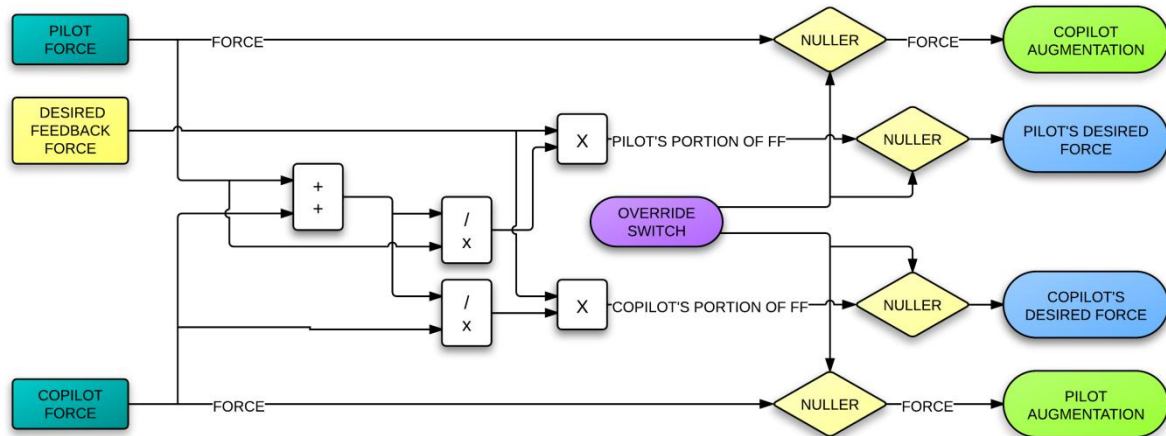 PILOT
FORCE
FORCE
NULLER
FORCE
COPILOT
AUGMENTATION
DESIRED
FEEDBACK
FORCE
X
PILOT'S PORTION OF FF
NULLER
PILOT'S DESIRED
FORCE
+
+
/
x
OVERRIDE
SWITCH
/
x
X
COPILOT'S PORTION OF FF
NULLER
COPILOT'S
DESIRED FORCE
COPILOT
FORCE
FORCE
NULLER
FORCE
PILOT
AUGMENTATION